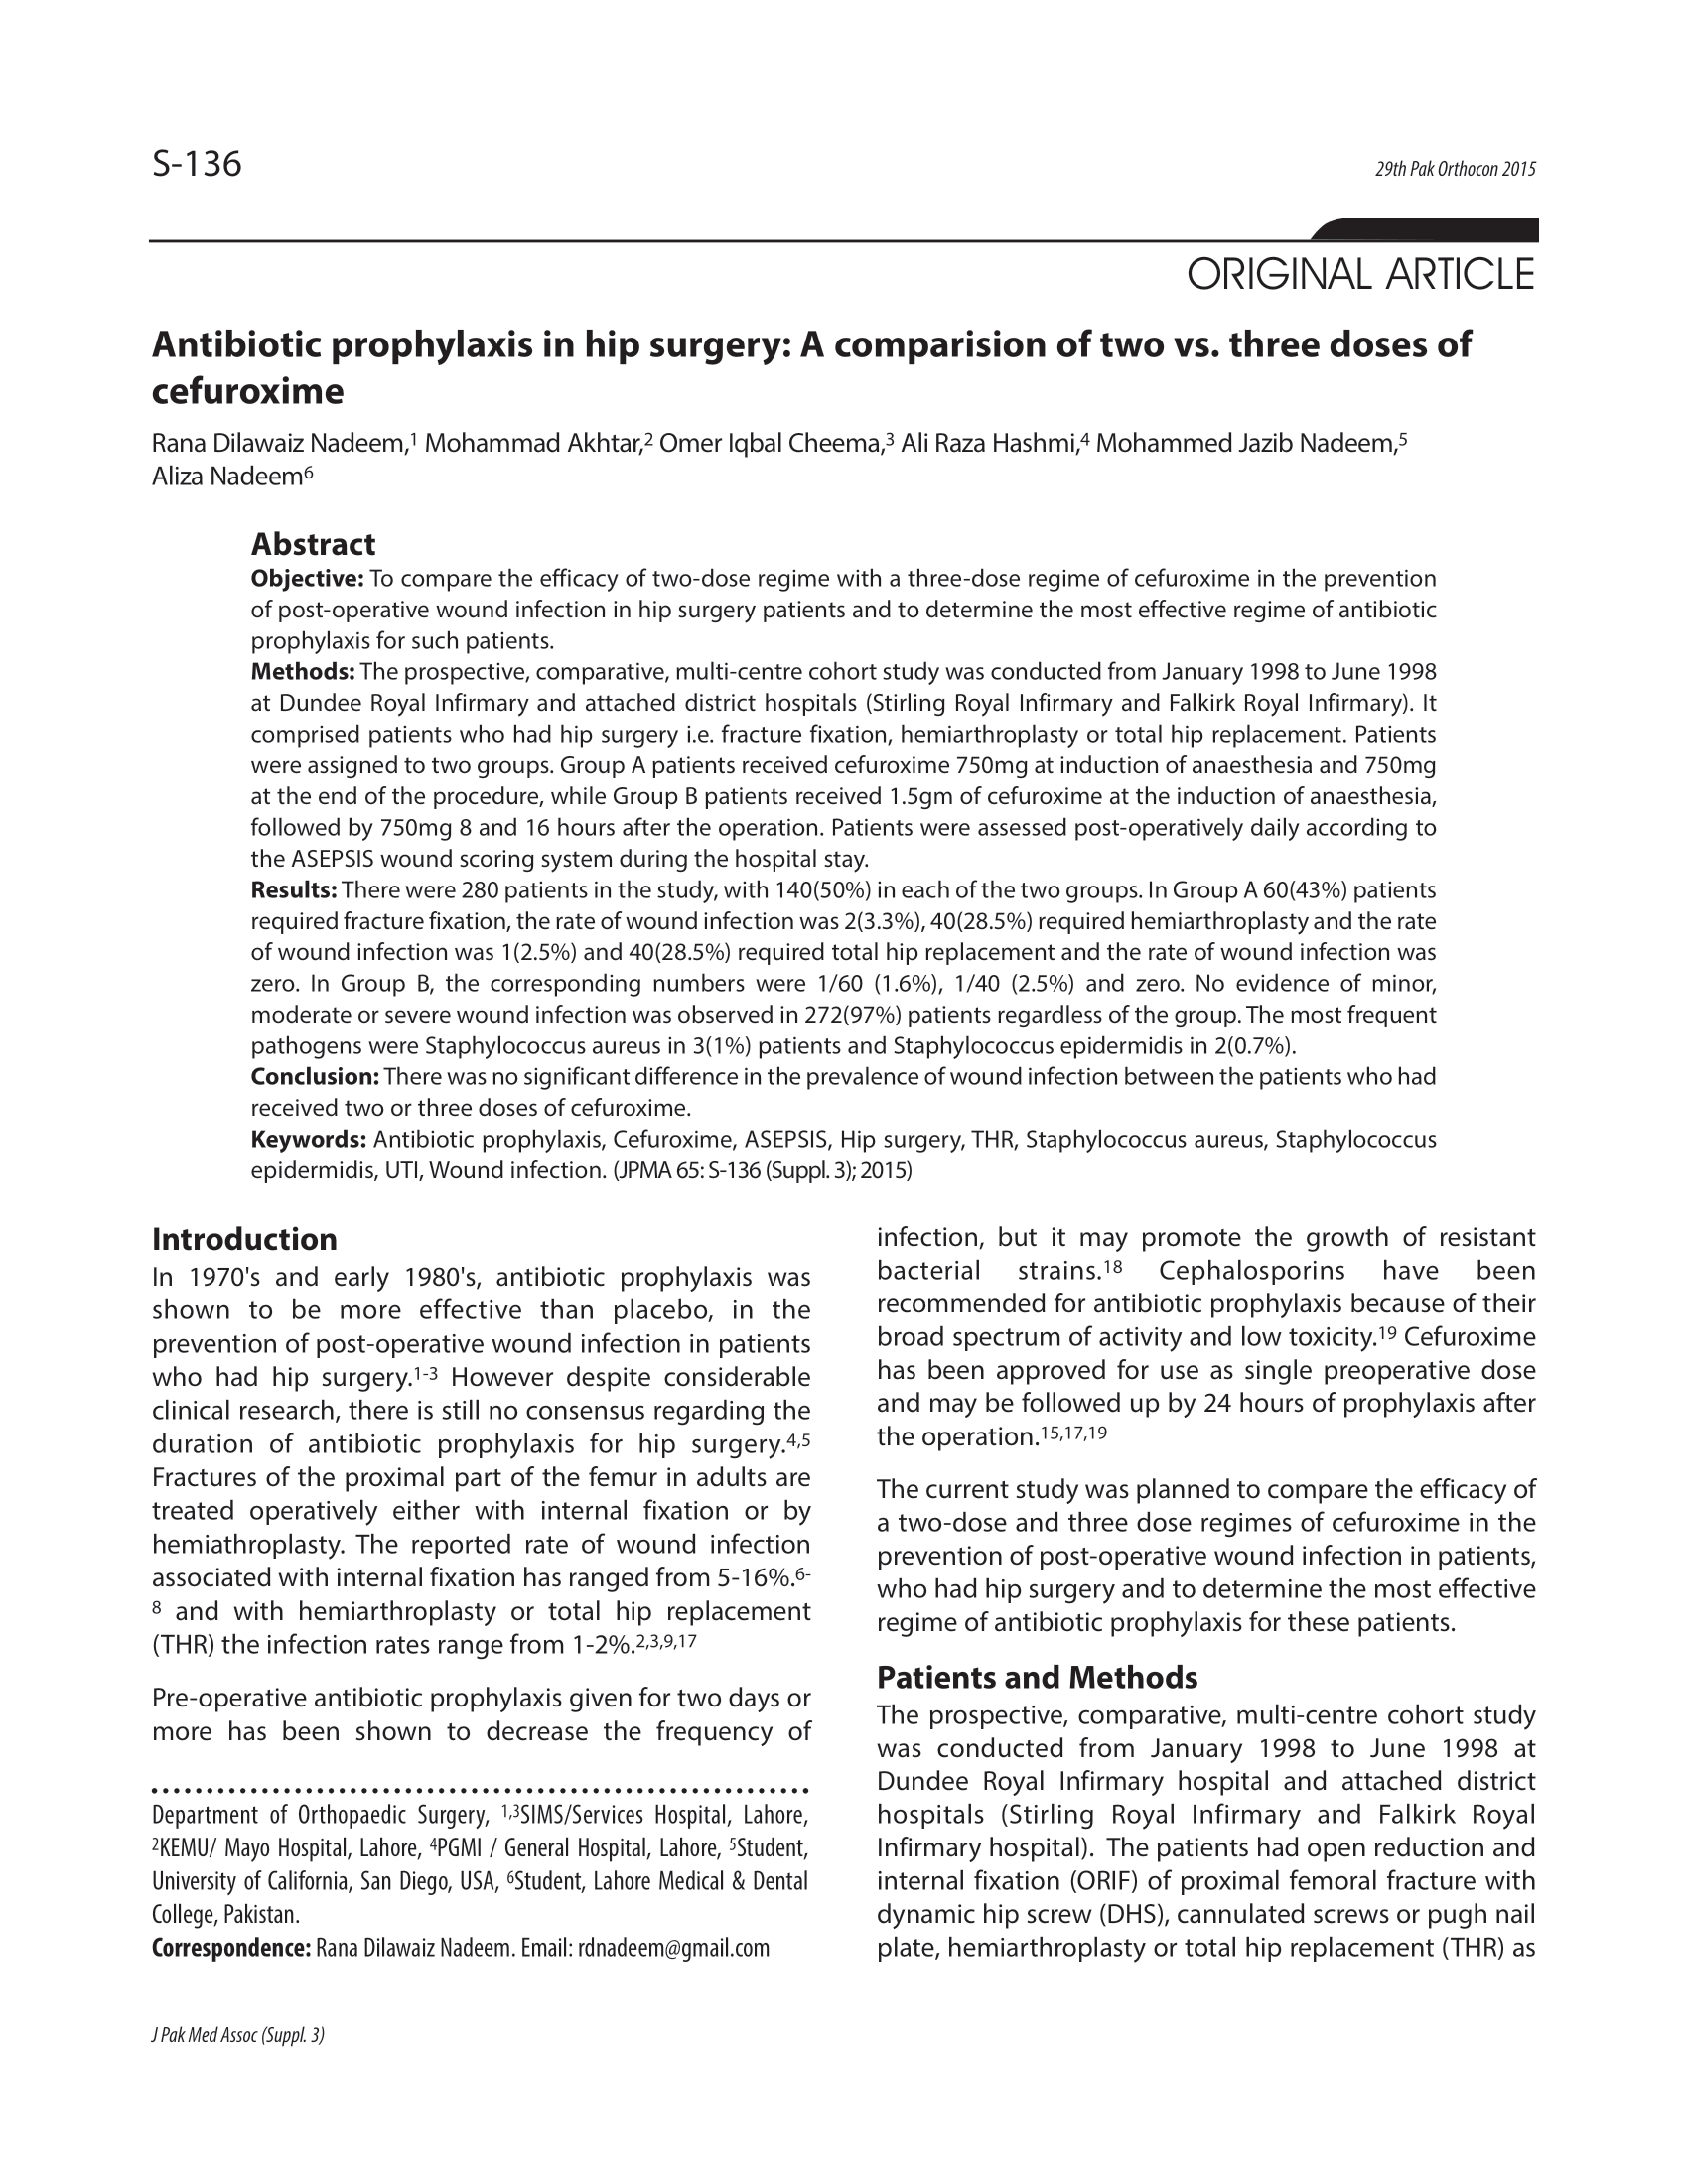 S-136
29th Pak Orthocon 2015
ORIGINAL ARTICLE
Antibiotic prophylaxis in hip surgery: A comparision of two vs. three doses of
cefuroxime
Rana Dilawaiz Nadeem,1 Mohammad Akhtar,2 Omer Iqbal Cheema,3 Ali Raza Hashmi,4 Mohammed Jazib Nadeem,5
Aliza Nadeem6
Abstract
Objective: To compare the efficacy of two-dose regime with a three-dose regime of cefuroxime in the prevention
of post-operative wound infection in hip surgery patients and to determine the most effective regime of antibiotic
prophylaxis for such patients.
Methods: The prospective, comparative, multi-centre cohort study was conducted from January 1998 to June 1998
at Dundee Royal Infirmary and attached district hospitals (Stirling Royal Infirmary and Falkirk Royal Infirmary). It
comprised patients who had hip surgery i.e. fracture fixation, hemiarthroplasty or total hip replacement. Patients
were assigned to two groups. Group A patients received cefuroxime 750mg at induction of anaesthesia and 750mg
at the end of the procedure, while Group B patients received 1.5gm of cefuroxime at the induction of anaesthesia,
followed by 750mg 8 and 16 hours after the operation. Patients were assessed post-operatively daily according to
the ASEPSIS wound scoring system during the hospital stay.
Results: There were 280 patients in the study, with 140(50%) in each of the two groups. In Group A 60(43%) patients
required fracture fixation, the rate of wound infection was 2(3.3%), 40(28.5%) required hemiarthroplasty and the rate
of wound infection was 1(2.5%) and 40(28.5%) required total hip replacement and the rate of wound infection was
zero. In Group B, the corresponding numbers were 1/60 (1.6%), 1/40 (2.5%) and zero. No evidence of minor,
moderate or severe wound infection was observed in 272(97%) patients regardless of the group. The most frequent
pathogens were Staphylococcus aureus in 3(1%) patients and Staphylococcus epidermidis in 2(0.7%).
Conclusion: There was no significant difference in the prevalence of wound infection between the patients who had
received two or three doses of cefuroxime.
Keywords: Antibiotic prophylaxis, Cefuroxime, ASEPSIS, Hip surgery, THR, Staphylococcus aureus, Staphylococcus
epidermidis, UTI, Wound infection. (JPMA 65: S-136 (Suppl. 3); 2015)
Introduction
In 1970's and early 1980's, antibiotic prophylaxis was
shown to be more effective than placebo, in the
prevention of post-operative wound infection in patients
who had hip surgery.1-3 However despite considerable
clinical research, there is still no consensus regarding the
duration of antibiotic prophylaxis for hip surgery.4,5
Fractures of the proximal part of the femur in adults are
treated operatively either with internal fixation or by
hemiathroplasty. The reported rate of wound infection
associated with internal fixation has ranged from 5-16%.6-
8 and with hemiarthroplasty or total hip replacement
(THR) the infection rates range from 1-2%.2,3,9,17
Pre-operative antibiotic prophylaxis given for two days or
more has been shown to decrease the frequency of
Department of Orthopaedic Surgery, 1,3SIMS/Services Hospital, Lahore,
2KEMU/ Mayo Hospital, Lahore, 4PGMI / General Hospital, Lahore, 5Student,
University of California, San Diego, USA, 6Student, Lahore Medical & Dental
College, Pakistan.
Correspondence: Rana Dilawaiz Nadeem. Email: rdnadeem@gmail.com
infection, but it may promote the growth of resistant
bacterial strains.18 Cephalosporins have been
recommended for antibiotic prophylaxis because of their
broad spectrum of activity and low toxicity.19 Cefuroxime
has been approved for use as single preoperative dose
and may be followed up by 24 hours of prophylaxis after
the operation.15,17,19
The current study was planned to compare the efficacy of
a two-dose and three dose regimes of cefuroxime in the
prevention of post-operative wound infection in patients,
who had hip surgery and to determine the most effective
regime of antibiotic prophylaxis for these patients.
Patients and Methods
The prospective, comparative, multi-centre cohort study
was conducted from January 1998 to June 1998 at
Dundee Royal Infirmary hospital and attached district
hospitals (Stirling Royal Infirmary and Falkirk Royal
Infirmary hospital). The patients had open reduction and
internal fixation (ORIF) of proximal femoral fracture with
dynamic hip screw (DHS), cannulated screws or pugh nail
plate, hemiarthroplasty or total hip replacement (THR) as
J Pak Med Assoc (Suppl. 3)